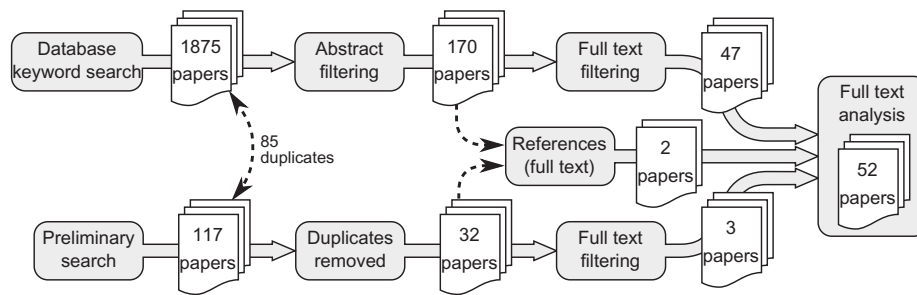 Database
keyword search
1875
papers
Abstract
filtering
170
papers
Full text
filtering
47
papers
Full text
analysis
52
papers
85
duplicates
References
(full text)
2
papers
Preliminary
search
117
papers
Duplicates
removed
32
papers
Full text
filtering
3
papers